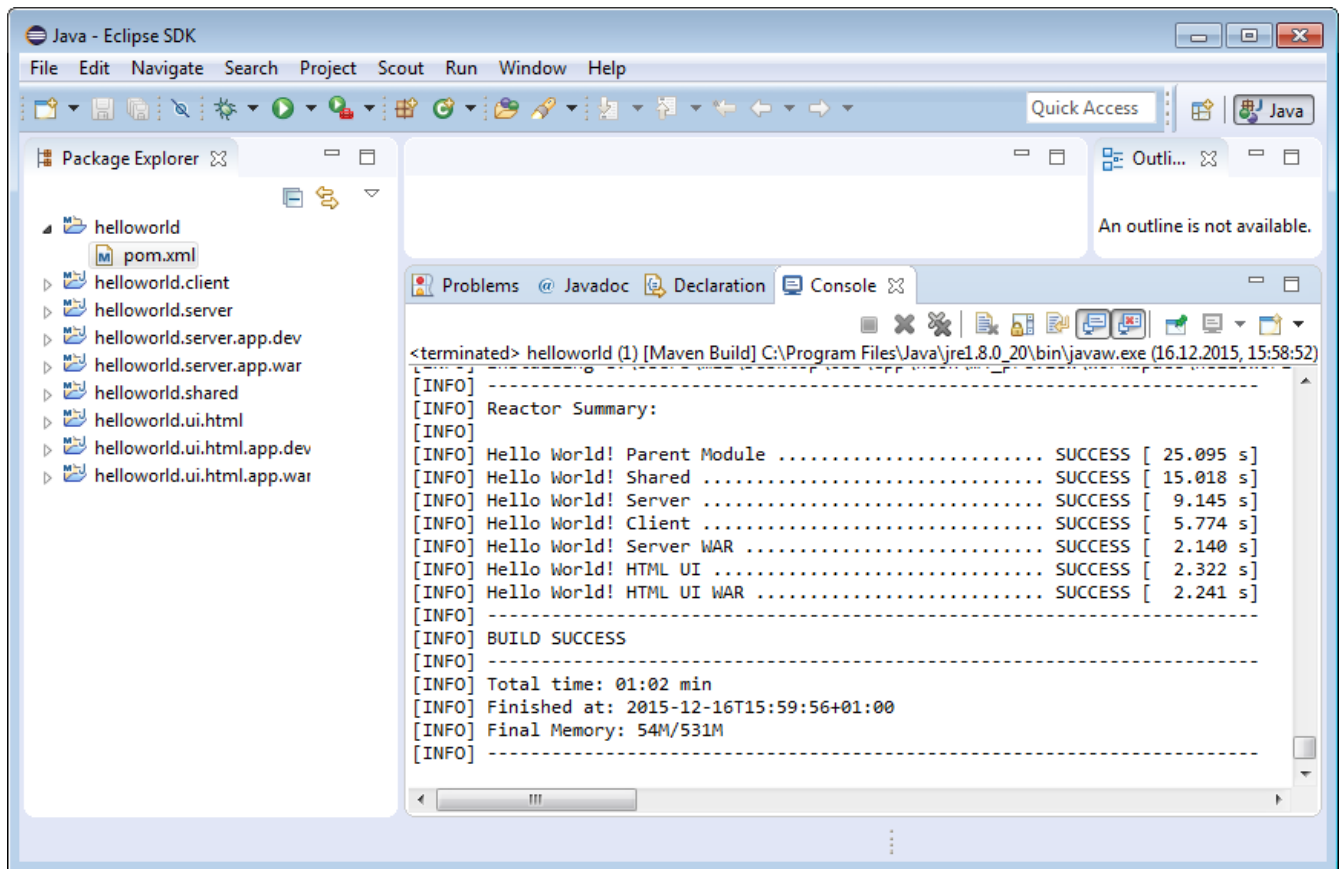 Java - Eclipse SDK
File Edit Navigate Search Project Scout Run Window Help
Quick Access
Java
Package Explorer
helloworld
pom.xml
helloworld.client
helloworld.server
helloworld.server.app.dev
helloworld.server.app.war
helloworld.shared
helloworld.ui.html
helloworld.ui.html.app.dev
helloworld.ui.html.app.war
Outli...
An outline is not available.
Problems @ Javadoc Declaration Console
<terminated> helloworld (1) [Maven Build] C:\Program Files\Java\jre1.8.0_20\bin\javaw.exe (16.12.2015, 15:58:52)
[INFO] ------------------------------------------------------------------------
[INFO] Reactor Summary:
[INFO]
[INFO] Hello World! Parent Module ......................... SUCCESS [ 25.095 s]
[INFO] Hello World! Shared ................................ SUCCESS [ 15.018 s]
[INFO] Hello World! Server ................................ SUCCESS [  9.145 s]
[INFO] Hello World! Client ................................ SUCCESS [  5.774 s]
[INFO] Hello World! Server WAR ............................ SUCCESS [  2.140 s]
[INFO] Hello World! HTML UI ............................... SUCCESS [  2.322 s]
[INFO] Hello World! HTML UI WAR ........................... SUCCESS [  2.241 s]
[INFO] ------------------------------------------------------------------------
[INFO] BUILD SUCCESS
[INFO] ------------------------------------------------------------------------
[INFO] Total time: 01:02 min
[INFO] Finished at: 2015-12-16T15:59:56+01:00
[INFO] Final Memory: 54M/531M
[INFO] ------------------------------------------------------------------------